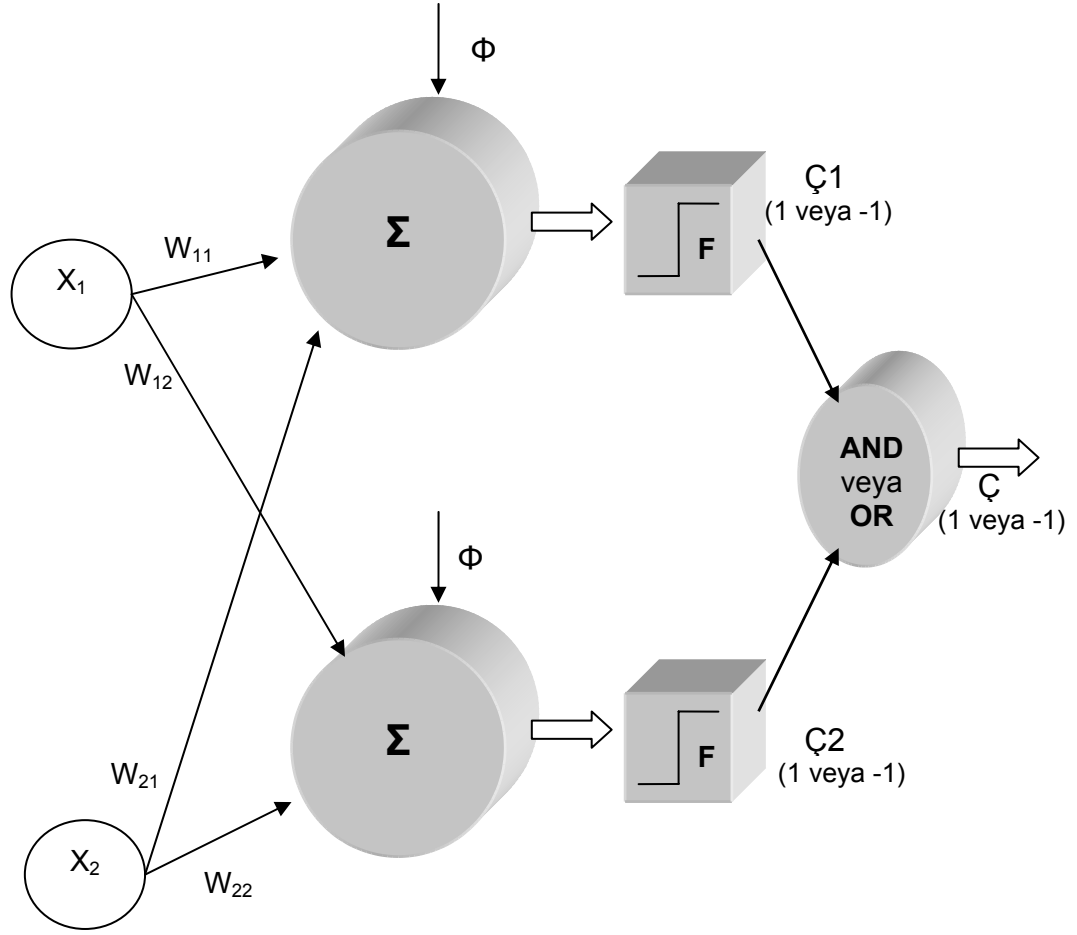 Φ
Ç1
(1 veya -1)
Σ
F
W₁₁
X₁
W₁₂
AND
veya
OR
Ç
(1 veya -1)
Φ
Σ
F
Ç2
(1 veya -1)
W₂₁
X₂
W₂₂